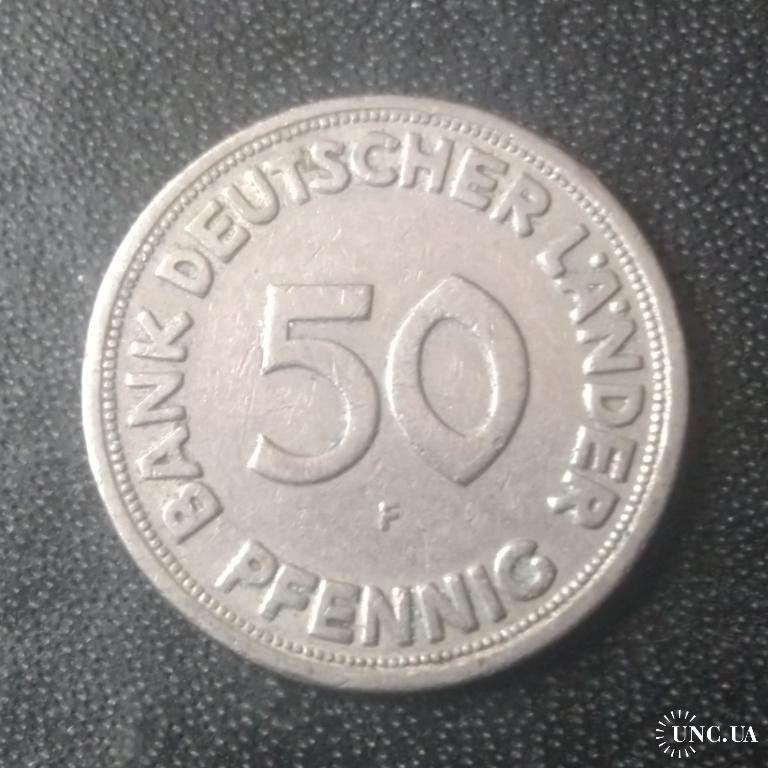 BANK DEUTSCHER LÄNDER
50
F
PFENNIG
UNC.UA